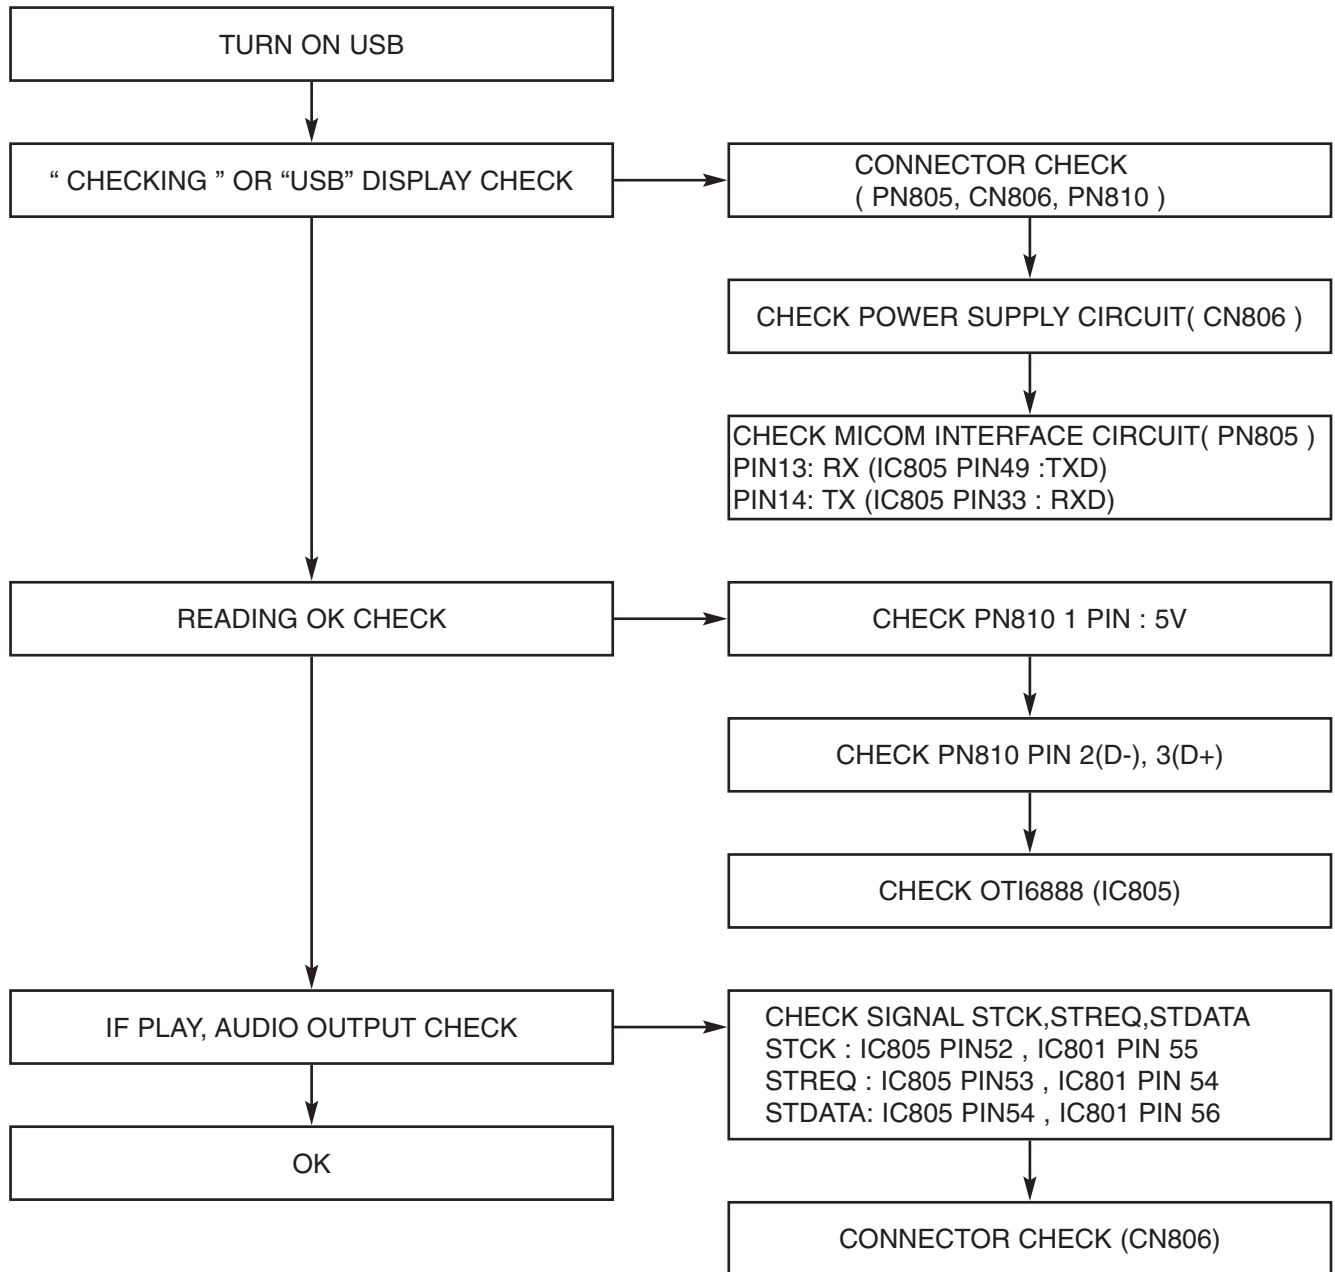 TURN ON USB
“ CHECKING ” OR “USB” DISPLAY CHECK
CONNECTOR CHECK
( PN805, CN806, PN810 )
CHECK POWER SUPPLY CIRCUIT( CN806 )
CHECK MICOM INTERFACE CIRCUIT( PN805 )
PIN13: RX (IC805 PIN49 :TXD)
PIN14: TX (IC805 PIN33 : RXD)
READING OK CHECK
CHECK PN810 1 PIN : 5V
CHECK PN810 PIN 2(D-), 3(D+)
CHECK OTI6888 (IC805)
IF PLAY, AUDIO OUTPUT CHECK
CHECK SIGNAL STCK,STREQ,STDATA
STCK : IC805 PIN52 , IC801 PIN 55
STREQ : IC805 PIN53 , IC801 PIN 54
STDATA: IC805 PIN54 , IC801 PIN 56
OK
CONNECTOR CHECK (CN806)